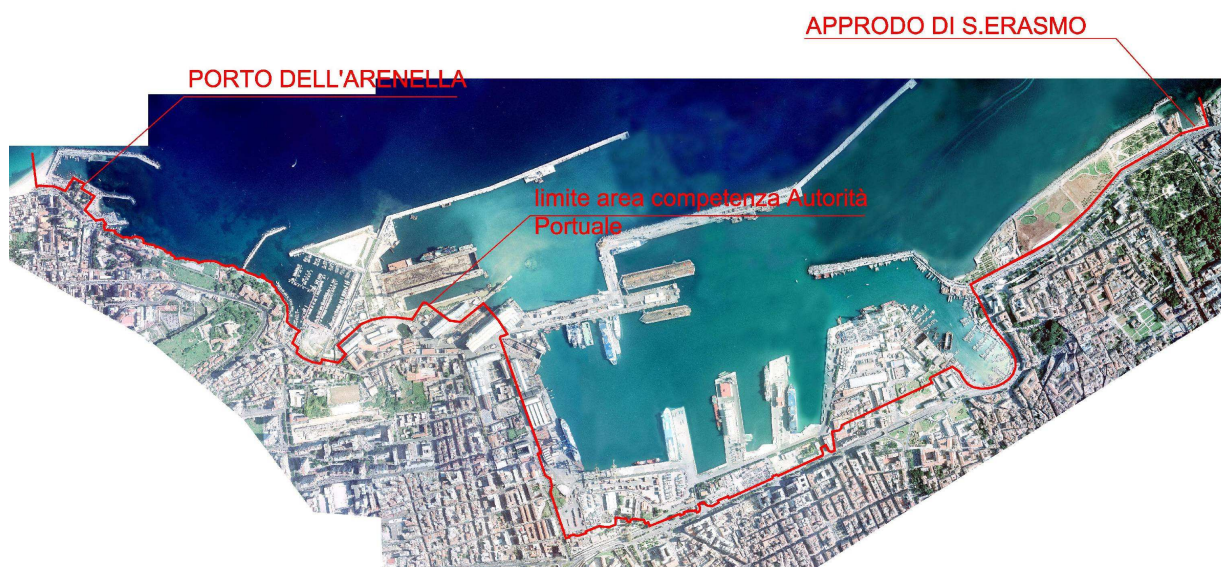 APPRODO DI S.ERASMO
PORTO DELL'ARENELLA
limite area competenza Autorità
Portuale